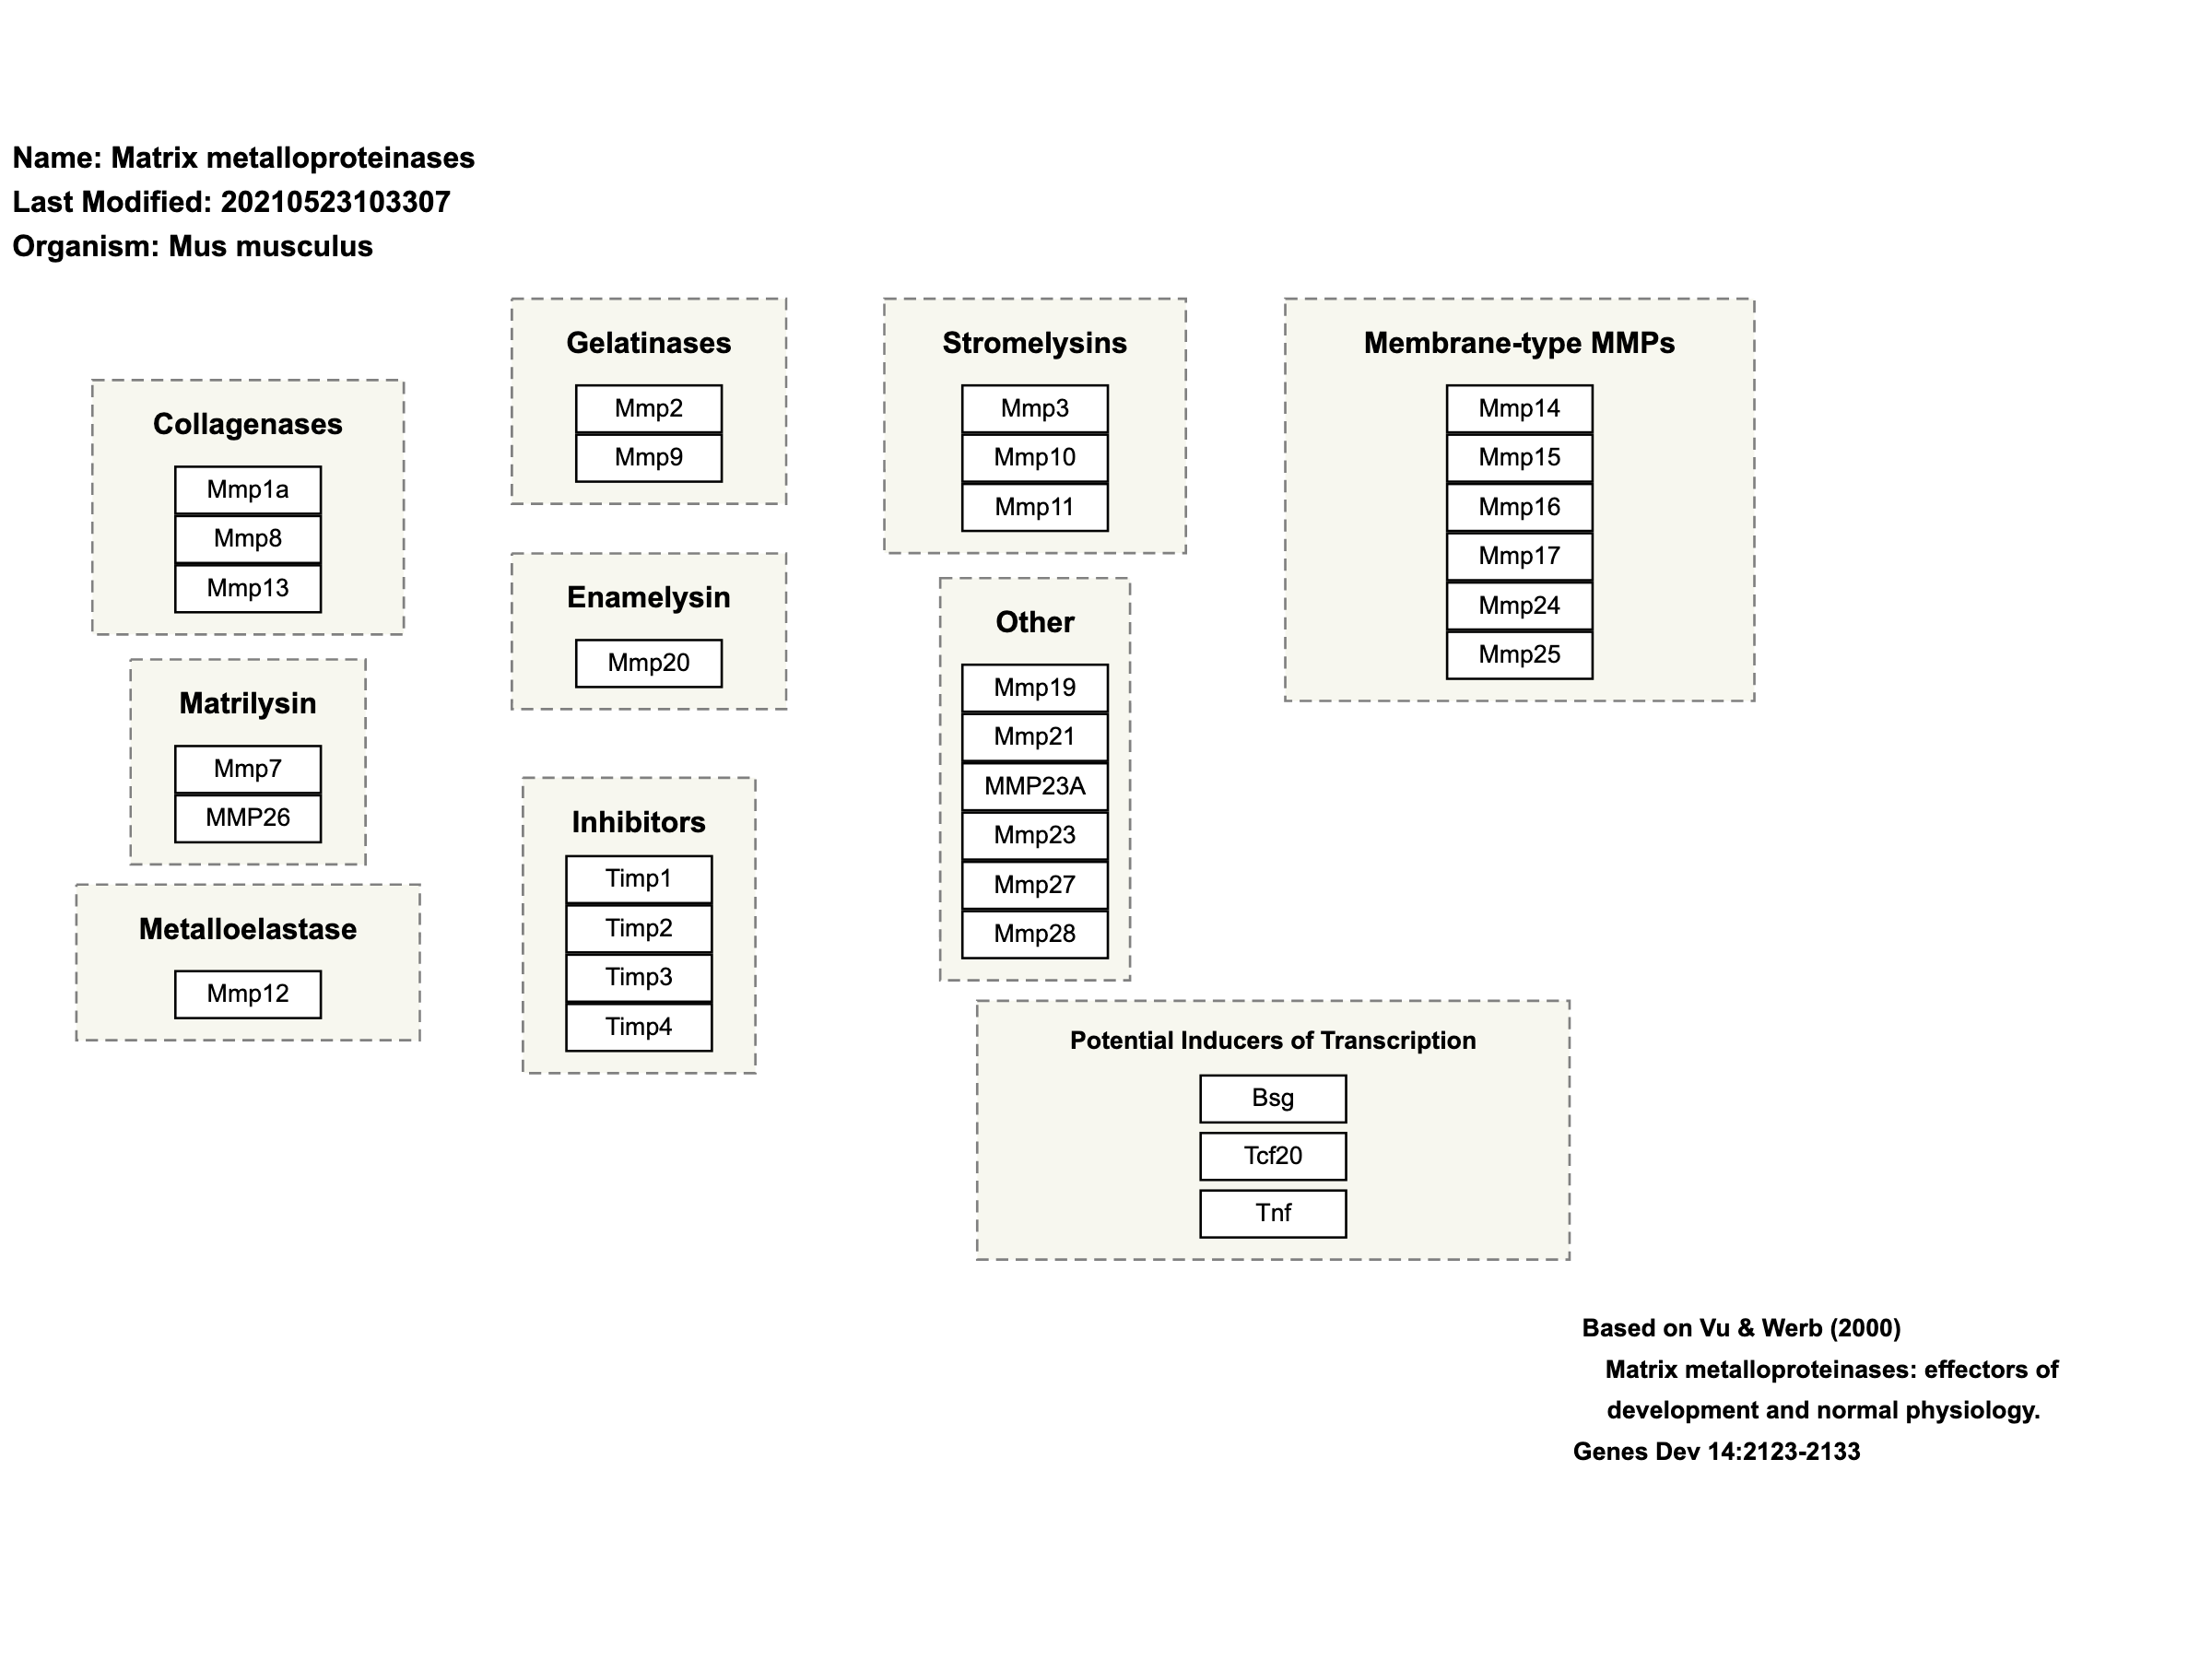 Name: Matrix metalloproteinases
Last Modified: 20210523103307
Organism: Mus musculus
Collagenases
Mmp1a
Mmp8
Mmp13
Matrilysin
Mmp7
MMP26
Metalloelastase
Mmp12
Gelatinases
Mmp2
Mmp9
Enamelysin
Mmp20
Inhibitors
Timp1
Timp2
Timp3
Timp4
Stromelysins
Mmp3
Mmp10
Mmp11
Other
Mmp19
Mmp21
MMP23A
Mmp23
Mmp27
Mmp28
Membrane-type MMPs
Mmp14
Mmp15
Mmp16
Mmp17
Mmp24
Mmp25
Potential Inducers of Transcription
Bsg
Tcf20
Tnf
Based on Vu & Werb (2000)
Matrix metalloproteinases: effectors of
development and normal physiology.
Genes Dev 14:2123-2133